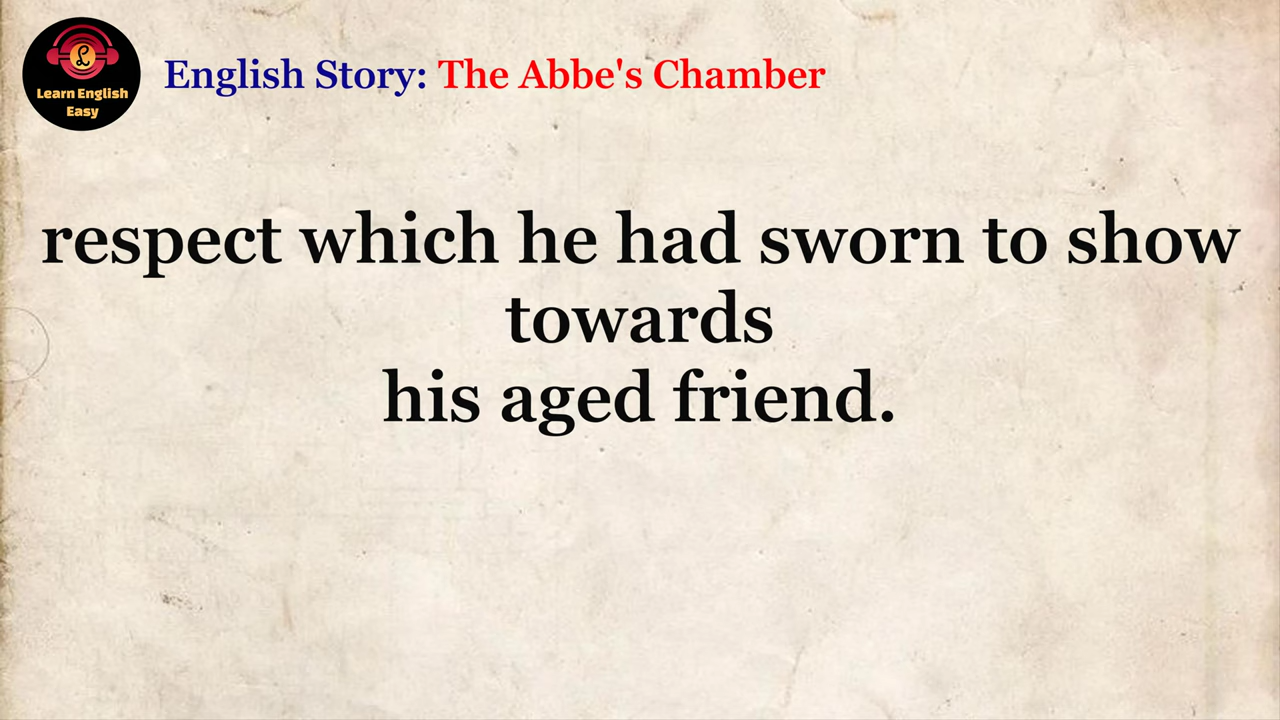 Learn English
Easy
English Story: The Abbe's Chamber
respect which he had sworn to show
towards
his aged friend.